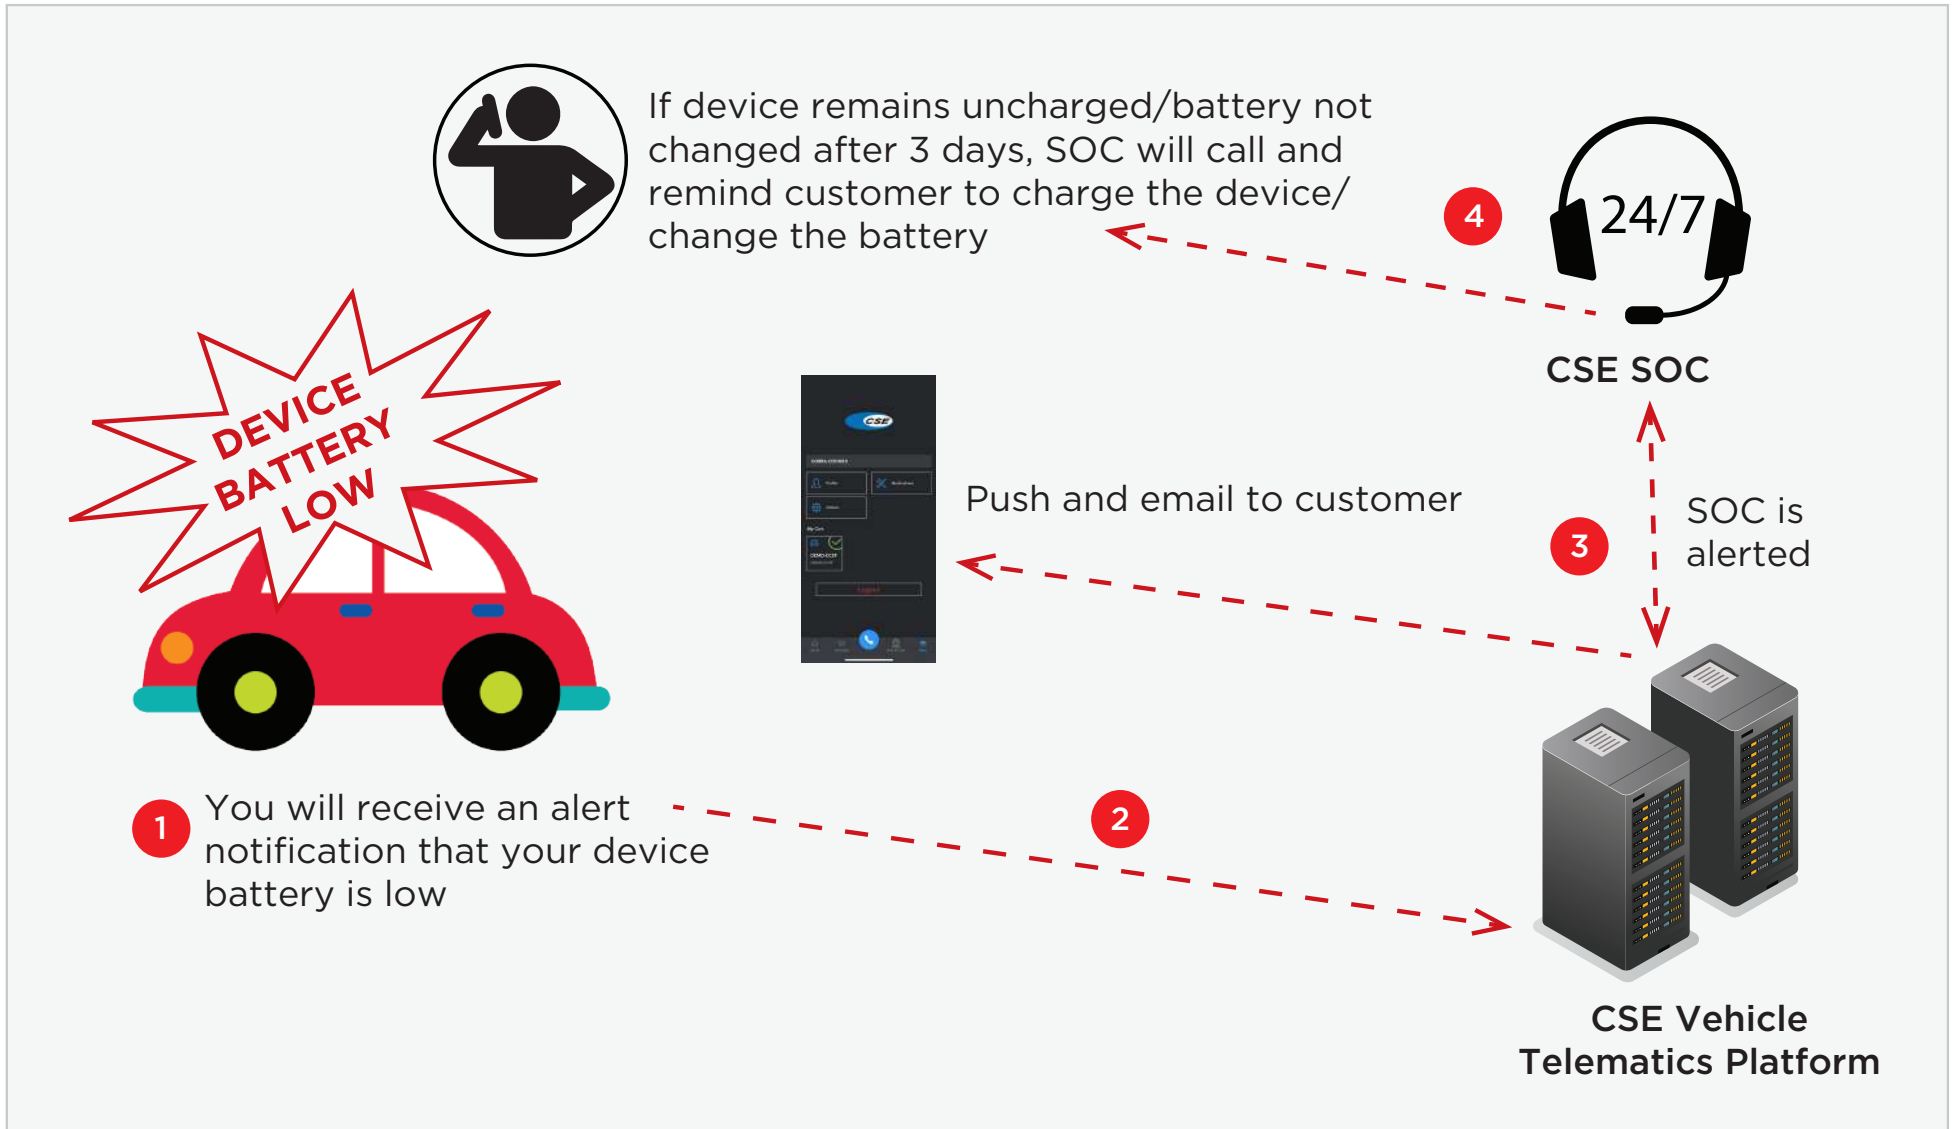 If device remains uncharged/battery not
changed after 3 days, SOC will call and
remind customer to charge the device/
change the battery
4
24/7
CSE SOC
DEVICE
BATTERY
LOW
CSE
My Cars
Logout
Push and email to customer
3
SOC is
alerted
1
You will receive an alert
notification that your device
battery is low
2
CSE Vehicle
Telematics Platform